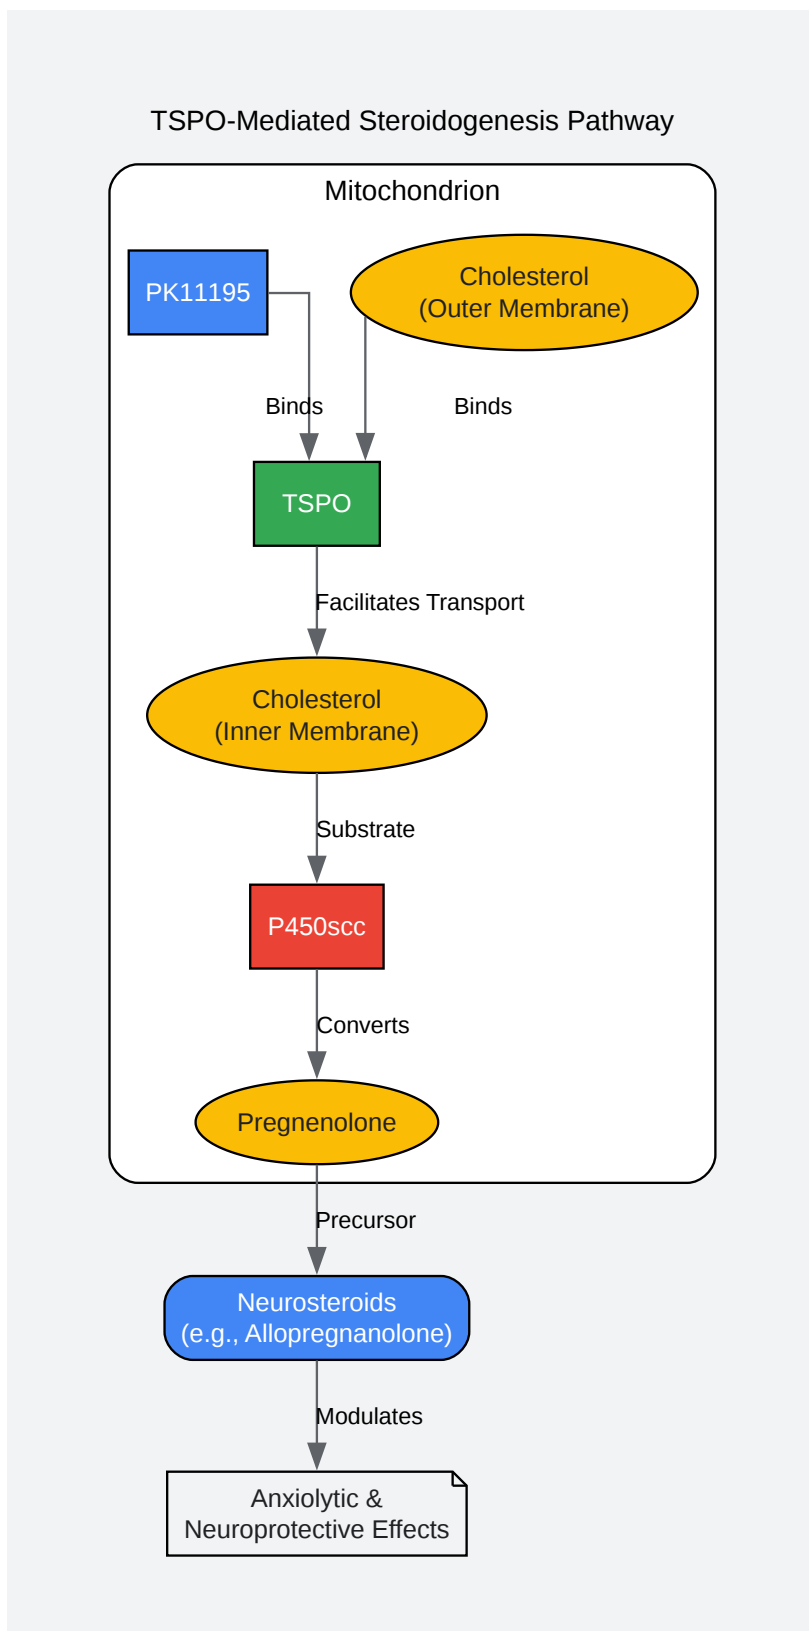 TSPO-Mediated Steroidogenesis Pathway
Mitochondrion
PK11195
Cholesterol
(Outer Membrane)
Binds
Binds
TSPO
Facilitates Transport
Cholesterol
(Inner Membrane)
Substrate
P450scc
Converts
Pregnenolone
Precursor
Neurosteroids
(e.g., Allopregnanolone)
Modulates
Anxiolytic &
Neuroprotective Effects